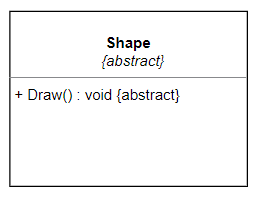 Shape
{abstract}
+ Draw() : void {abstract}